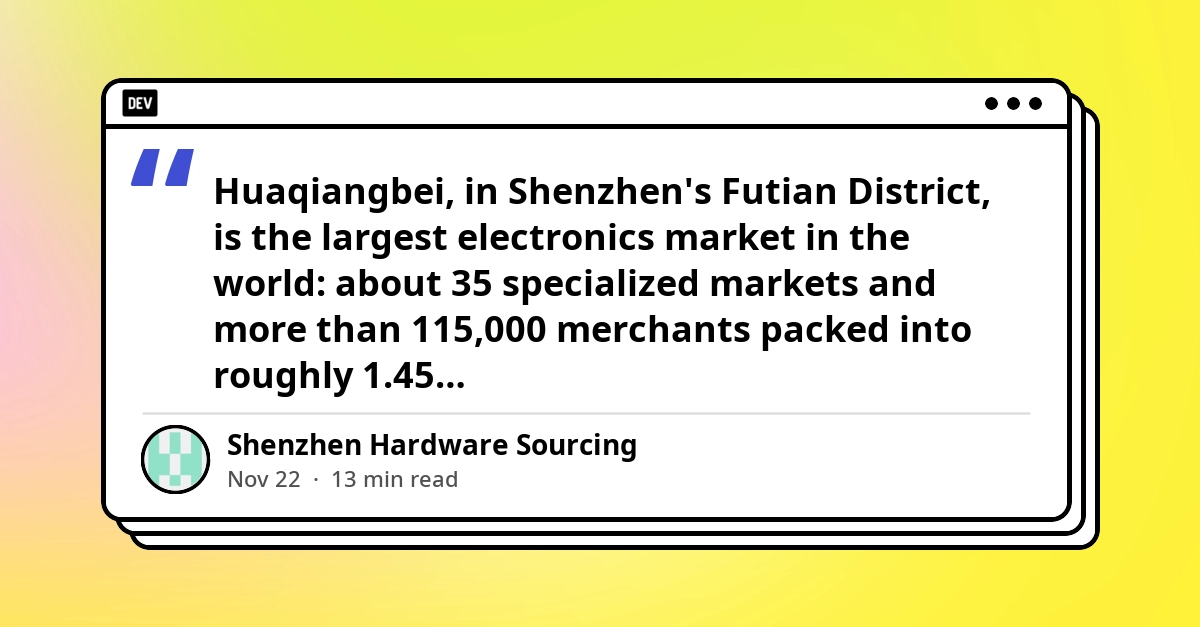 DEV
Huaqiangbei, in Shenzhen's Futian District,
is the largest electronics market in the
world: about 35 specialized markets and
more than 115,000 merchants packed into
roughly 1.45...
Shenzhen Hardware Sourcing
Nov 22 · 13 min read